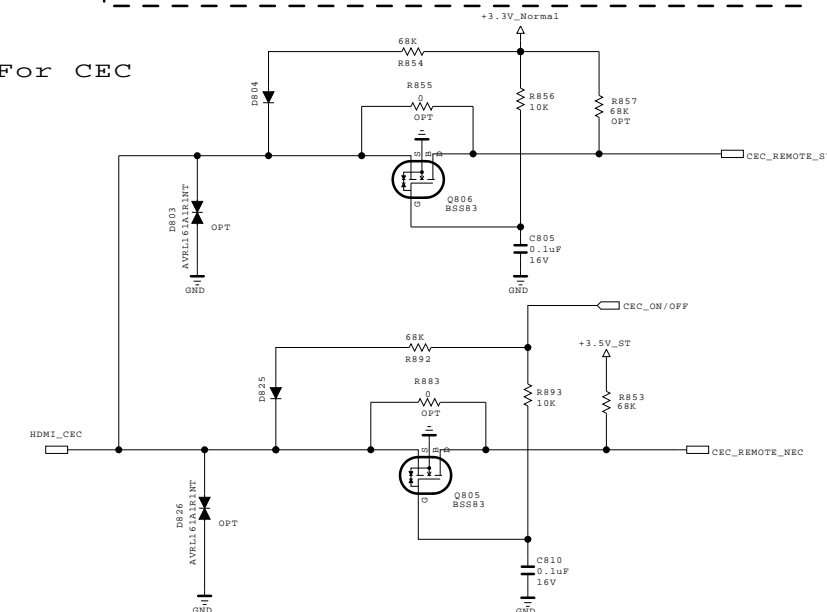 +3.3V_Normal
For CEC
68K
R854
D804
R855
0
OPT
R856
10K
R857
68K
OPT
S
B
D
G
CEC_REMOTE_S
Q806
BSS83
D803
AVRL161A1R1NT
OPT
GND
C805
0.1uF
16V
GND
CEC_ON/OFF
68K
R892
+3.5V_ST
D825
R883
0
OPT
R893
10K
R853
68K
HDMI_CEC
S
B
D
G
CEC_REMOTE_NEC
Q805
BSS83
D826
AVRL161A1R1NT
OPT
GND
C810
0.1uF
16V
GND